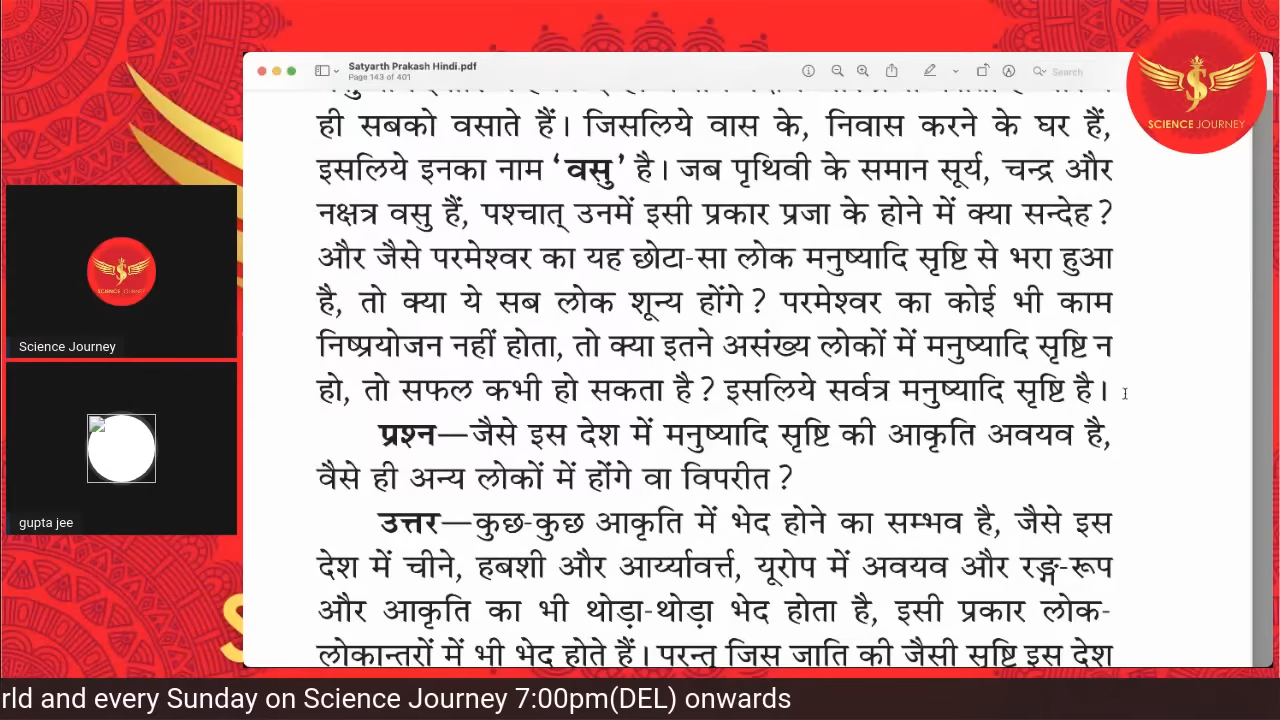 Satyarth Prakash Hindi.pdf
Page 143 of 401
Search
SCIENCE JOURNEY
ही सबको वसाते हैं। जिसलिये वास के, निवास करने के घर हैं,
इसलिये इनका नाम ‘वसु’ है। जब पृथिवी के समान सूर्य, चन्द्र और
नक्षत्र वसु हैं, पश्चात् उनमें इसी प्रकार प्रजा के होने में क्या सन्देह?
और जैसे परमेश्वर का यह छोटा-सा लोक मनुष्यादि सृष्टि से भरा हुआ
है, तो क्या ये सब लोक शून्य होंगे? परमेश्वर का कोई भी काम
निष्प्रयोजन नहीं होता, तो क्या इतने असंख्य लोकों में मनुष्यादि सृष्टि न
हो, तो सफल कभी हो सकता है? इसलिये सर्वत्र मनुष्यादि सृष्टि है।
प्रश्न—जैसे इस देश में मनुष्यादि सृष्टि की आकृति अवयव है,
वैसे ही अन्य लोकों में होंगे वा विपरीत?
उत्तर—कुछ-कुछ आकृति में भेद होने का सम्भव है, जैसे इस
देश में चीने, हबशी और आर्य्यावर्त्त, यूरोप में अवयव और रङ्ग-रूप
और आकृति का भी थोड़ा-थोड़ा भेद होता है, इसी प्रकार लोक-
लोकान्तरों में भी भेद होते हैं। परन्तु जिस जाति की जैसी सृष्टि इस देश
SCIENCE JOURNEY
Science Journey
gupta jee
rld and every Sunday on Science Journey 7:00pm(DEL) onwards